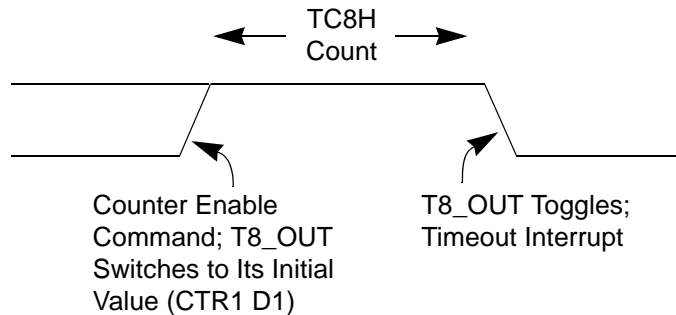 TC8H
Count
Counter Enable
Command; T8_OUT
Switches to Its Initial
Value (CTR1 D1)
T8_OUT Toggles;
Timeout Interrupt